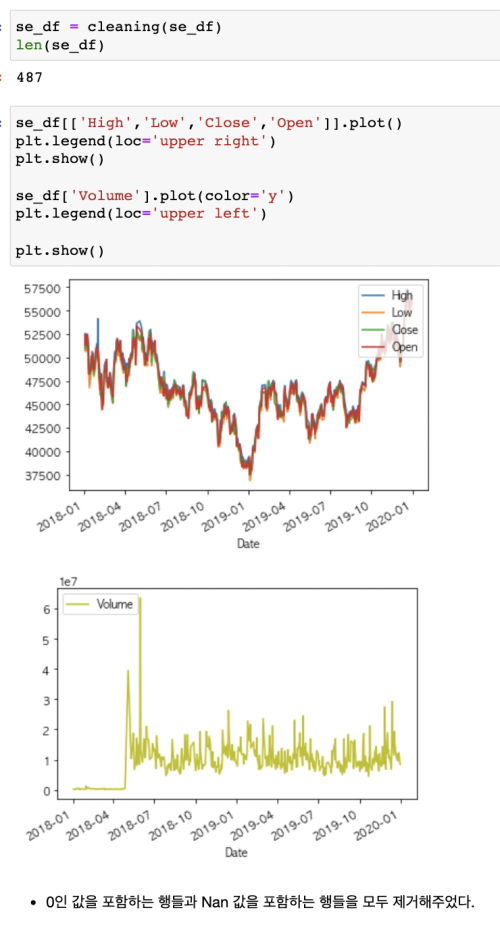 se_df = cleaning(se_df)
len(se_df)
487
se_df[['High','Low','Close','Open']].plot()
plt.legend(loc='upper right')
plt.show()
se_df['Volume'].plot(color='y')
plt.legend(loc='upper left')
plt.show()
57500
55000
52500
50000
47500
45000
42500
40000
37500
High
Low
Close
Open
2018-01
2018-04
2018-07
2018-10
2019-01
2019-04
2019-07
2019-10
2020-01
Date
1e7
6
5
4
3
2
1
0
Volume
2018-01
2018-04
2018-07
2018-10
2019-01
2019-04
2019-07
2019-10
2020-01
Date
• 0인 값을 포함하는 행들과 Nan 값을 포함하는 행들을 모두 제거해주었다.